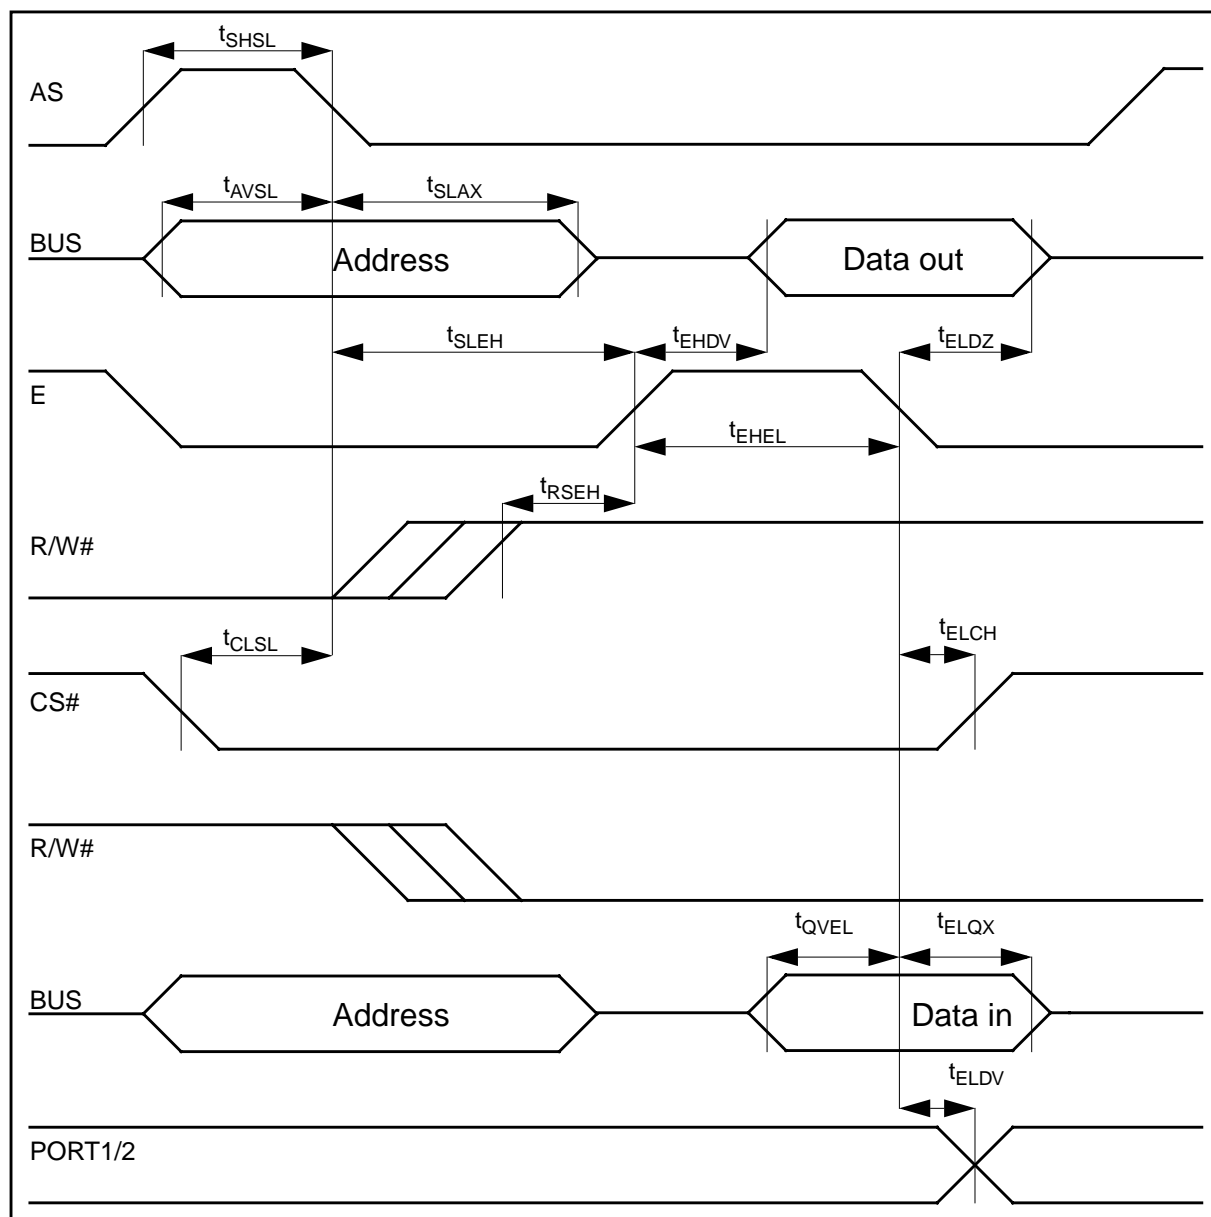 tSHSL
AS
tAVSL
tSLAX
BUS
Address
Data out
tSLEH
tEHDV
tELDZ
E
tEHEL
tRSEH
R/W#
tCLSL
tELCH
CS#
R/W#
tQVEL
tELQX
BUS
Address
Data in
tELDV
PORT1/2